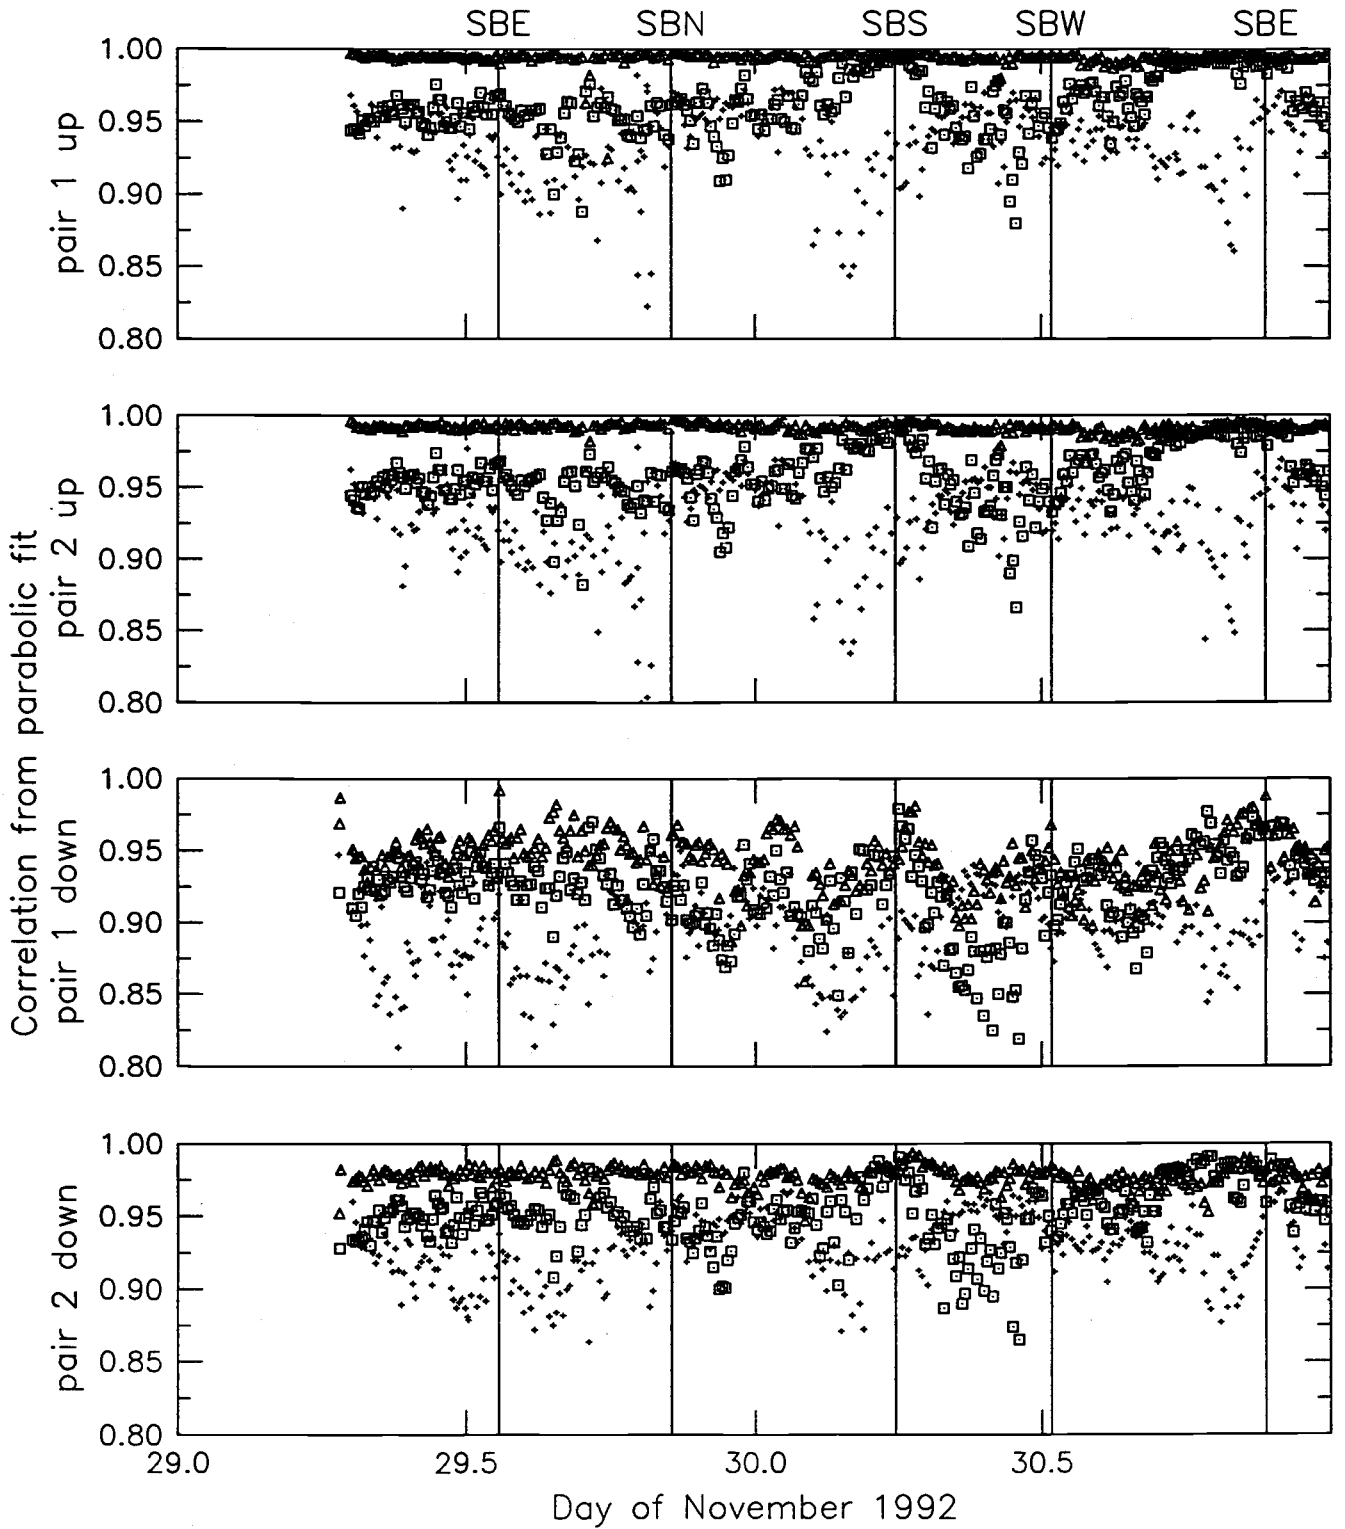 SBE SBN SBS SBW SBE
1.00
0.95
0.90
0.85
0.80
pair 1 up
1.00
0.95
0.90
0.85
0.80
pair 2 up
Correlation from parabolic fit
1.00
0.95
0.90
0.85
0.80
pair 1 down
1.00
0.95
0.90
0.85
0.80
pair 2 down
29.0 29.5 30.0 30.5
Day of November 1992